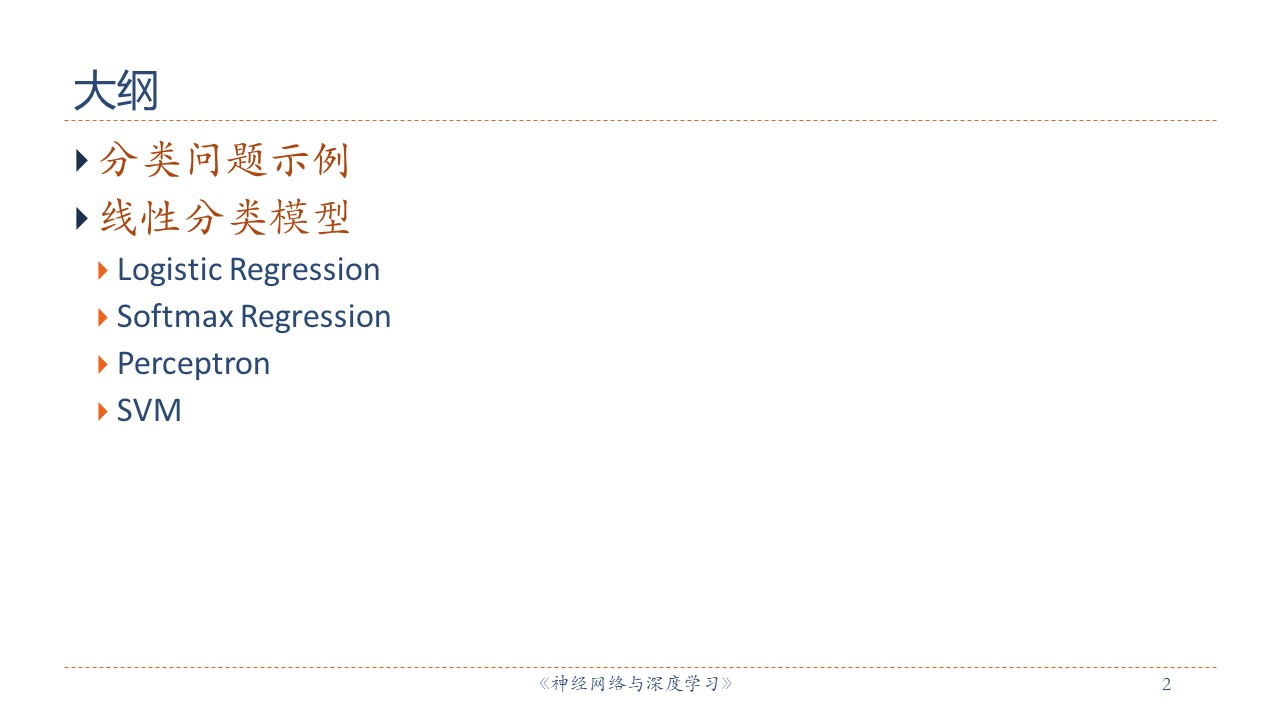 大纲
分类问题示例
线性分类模型
Logistic Regression
Softmax Regression
Perceptron
SVM
《神经网络与深度学习》
2